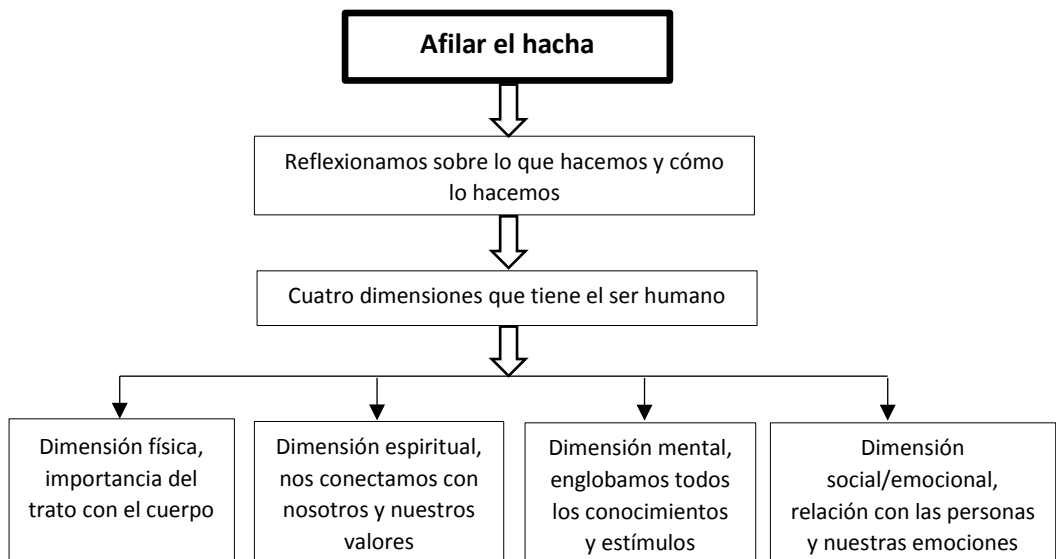 Afilar el hacha
Reflexionamos sobre lo que hacemos y cómo
lo hacemos
Cuatro dimensiones que tiene el ser humano
Dimensión física,
importancia del
trato con el cuerpo
Dimensión espiritual,
nos conectamos con
nosotros y nuestros
valores
Dimensión mental,
englobamos todos
los conocimientos
y estímulos
Dimensión
social/emocional,
relación con las personas
y nuestras emociones